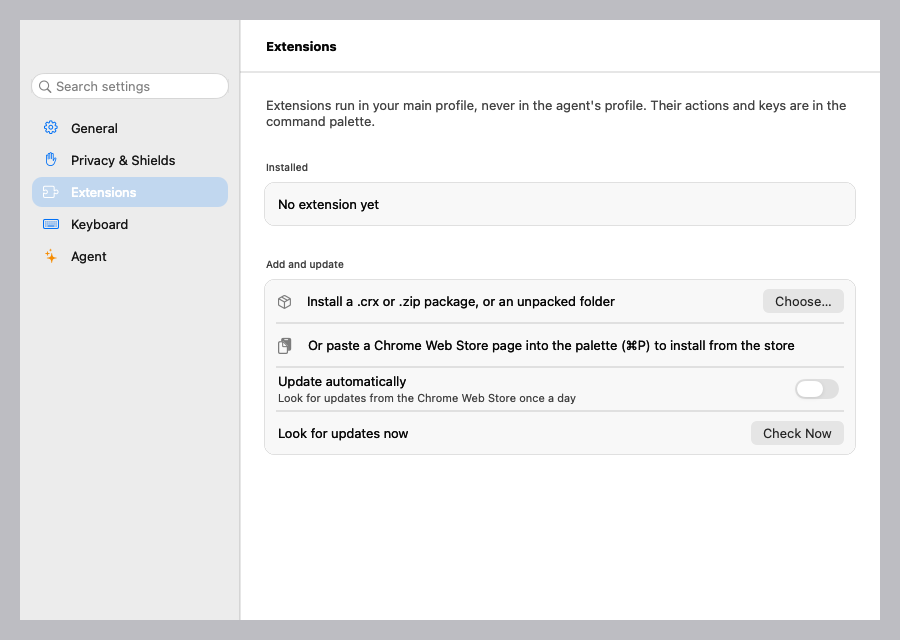 Extensions
Search settings
General
Privacy & Shields
Extensions
Keyboard
Agent
Extensions run in your main profile, never in the agent's profile. Their actions and keys are in the
command palette.
Installed
No extension yet
Add and update
Install a .crx or .zip package, or an unpacked folder
Choose...
Or paste a Chrome Web Store page into the palette (⌘P) to install from the store
Update automatically
Look for updates from the Chrome Web Store once a day
Look for updates now
Check Now